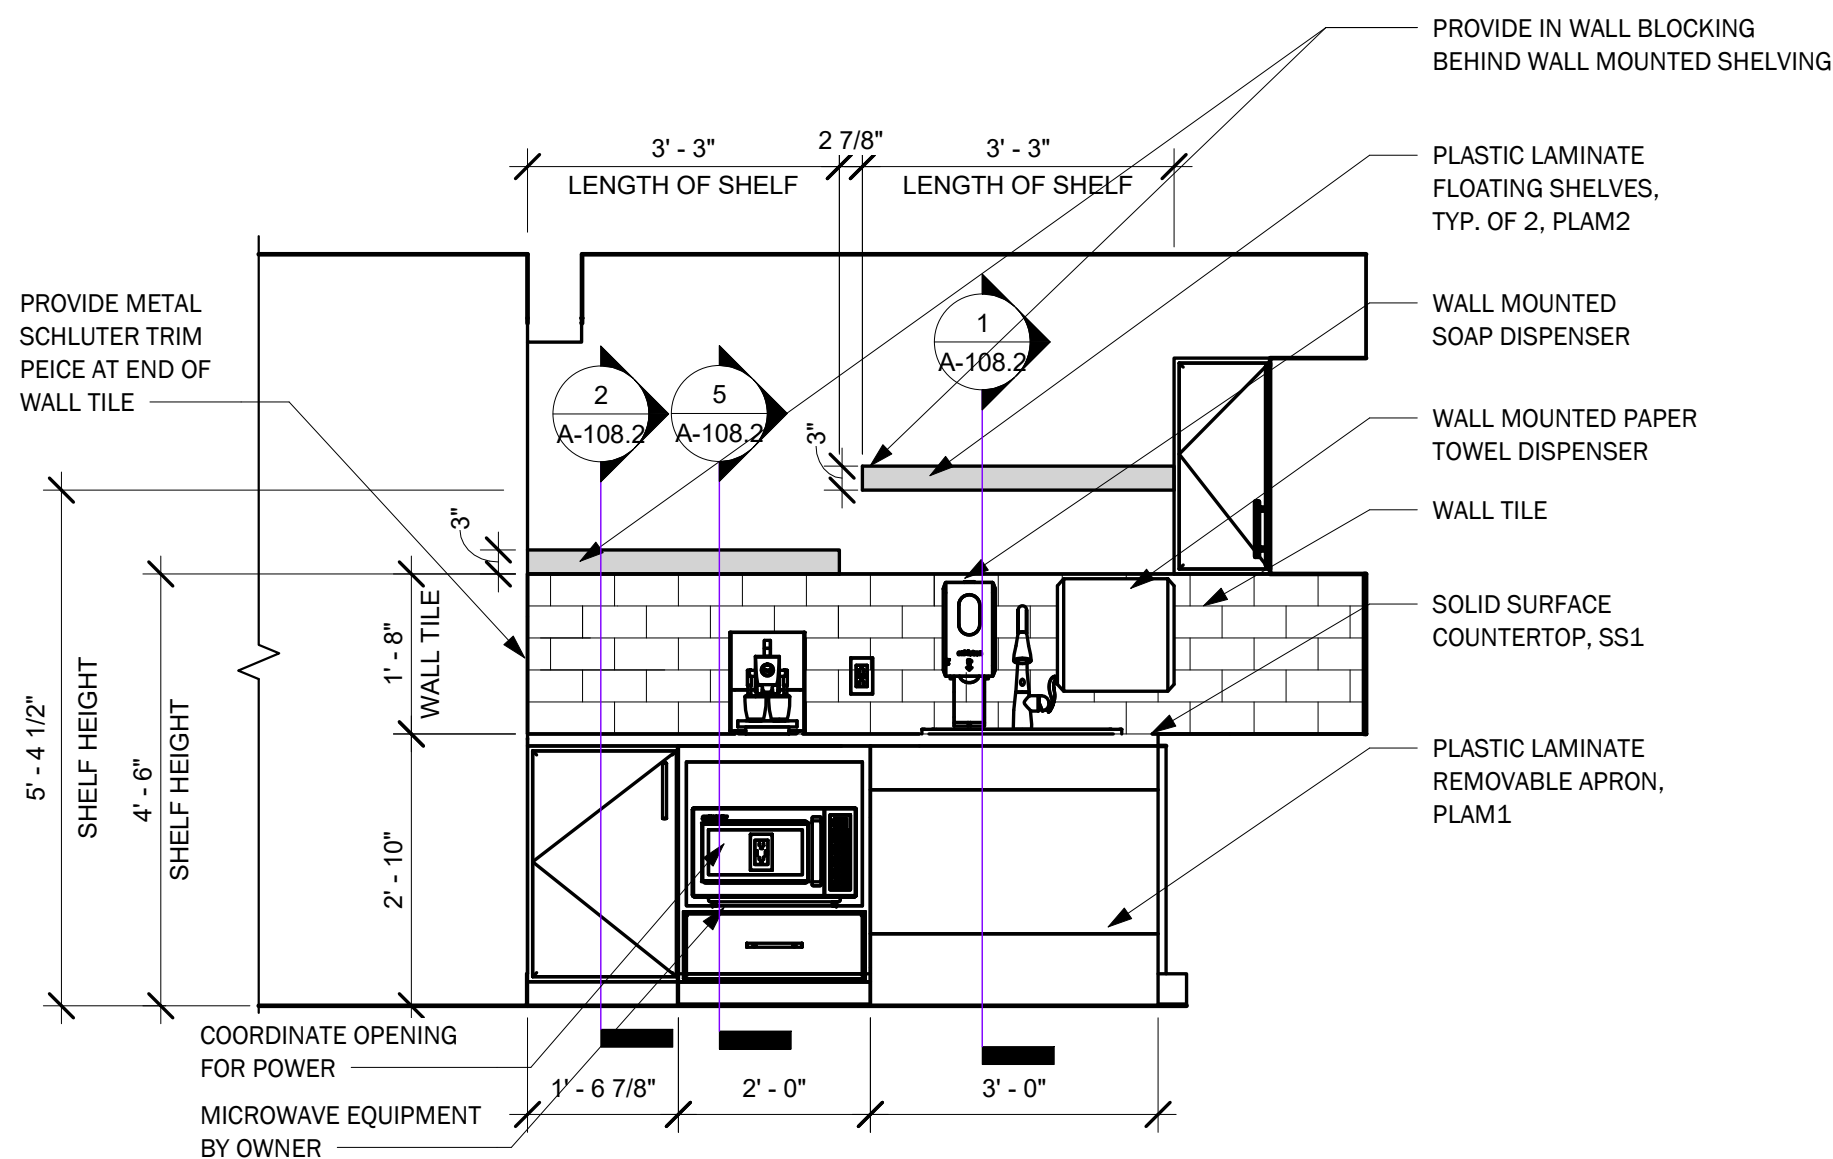 PROVIDE IN WALL BLOCKING
BEHIND WALL MOUNTED SHELVING
3' - 3"
2 7/8"
3' - 3"
LENGTH OF SHELF
LENGTH OF SHELF
PLASTIC LAMINATE
FLOATING SHELVES,
TYP. OF 2, PLAM2
PROVIDE METAL
SCHLUTER TRIM
PEICE AT END OF
WALL TILE
WALL MOUNTED
SOAP DISPENSER
1
A-108.2
2
A-108.2
5
A-108.2
3"
WALL MOUNTED PAPER
TOWEL DISPENSER
3"
WALL TILE
SOLID SURFACE
COUNTERTOP, SS1
1' - 8"
WALL TILE
5' - 4 1/2"
SHELF HEIGHT
4' - 6"
SHELF HEIGHT
2' - 10"
PLASTIC LAMINATE
REMOVABLE APRON,
PLAM1
COORDINATE OPENING
FOR POWER
1' - 6 7/8"
2' - 0"
3' - 0"
MICROWAVE EQUIPMENT
BY OWNER